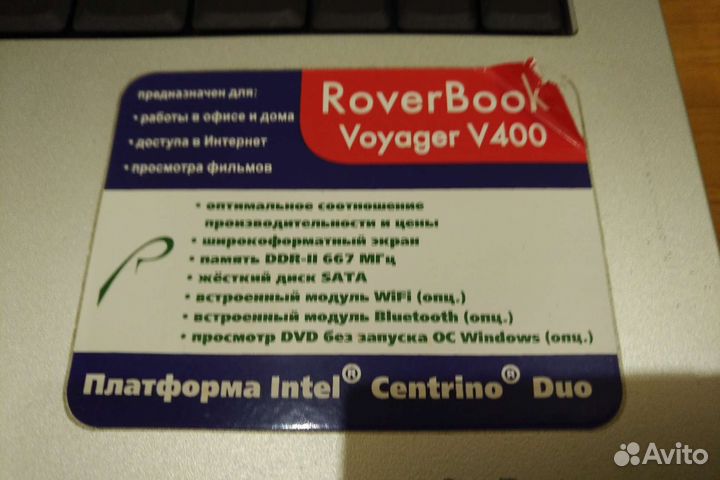 предназначен для:
• работы в офисе и дома
• доступа в Интернет
• просмотра фильмов
RoverBook
Voyager V400
• оптимальное соотношение
производительности и цены
• широкоформатный экран
• память DDR-II 667 МГц
• жёсткий диск SATA
• встроенный модуль WiFi (опц.)
• встроенный модуль Bluetooth (опц.)
• просмотр DVD без запуска ОС Windows (опц.)
Платформа Intel® Centrino® Duo
Avito